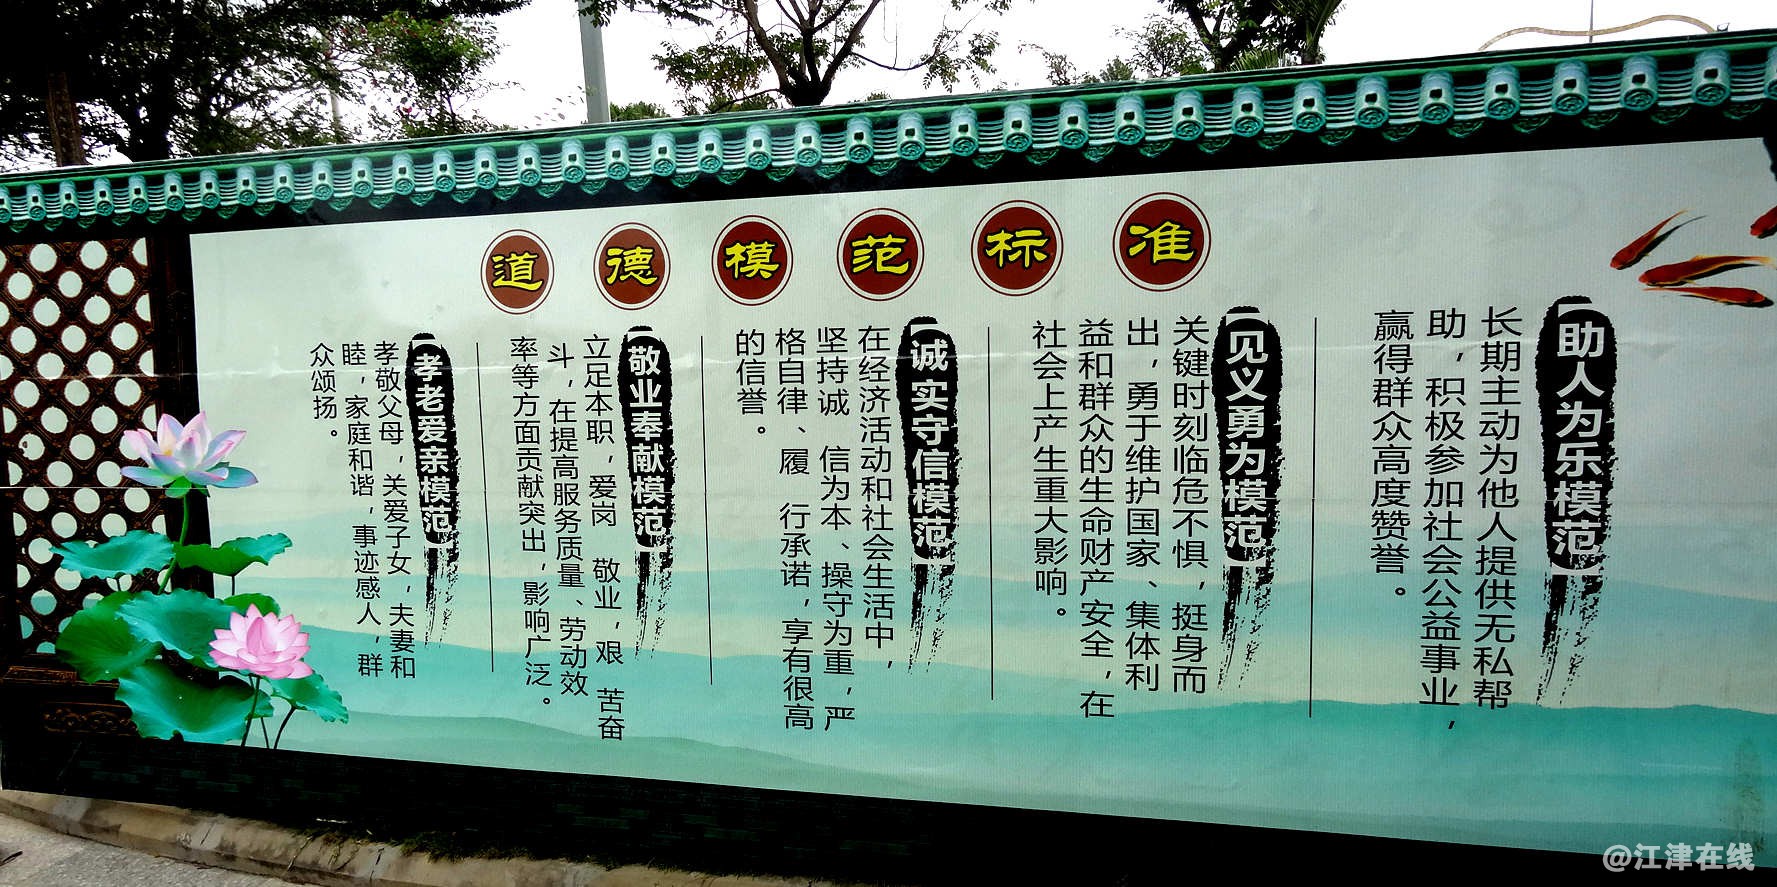 道德模范标准
助人为乐模范
长期主动为他人提供无私帮
助，积极参加社会公益事业，
赢得群众高度赞誉。
见义勇为模范
关键时刻临危不惧，挺身而
出，勇于维护国家、集体利
益和群众的生命财产安全，在
社会上产生重大影响。
诚实守信模范
在经济活动和社会生活中，
坚持诚 信为本、操守为重，严
格自律、履 行承诺，享有很高
的信誉。
敬业奉献模范
立足本职，爱岗 敬业，艰 苦奋
斗，在提高服务质量、劳动效
率等方面贡献突出，影响广泛。
孝老爱亲模范
孝敬父母，关爱子女，夫妻和
睦，家庭和谐，事迹感人，群
众颂扬。
@江津在线